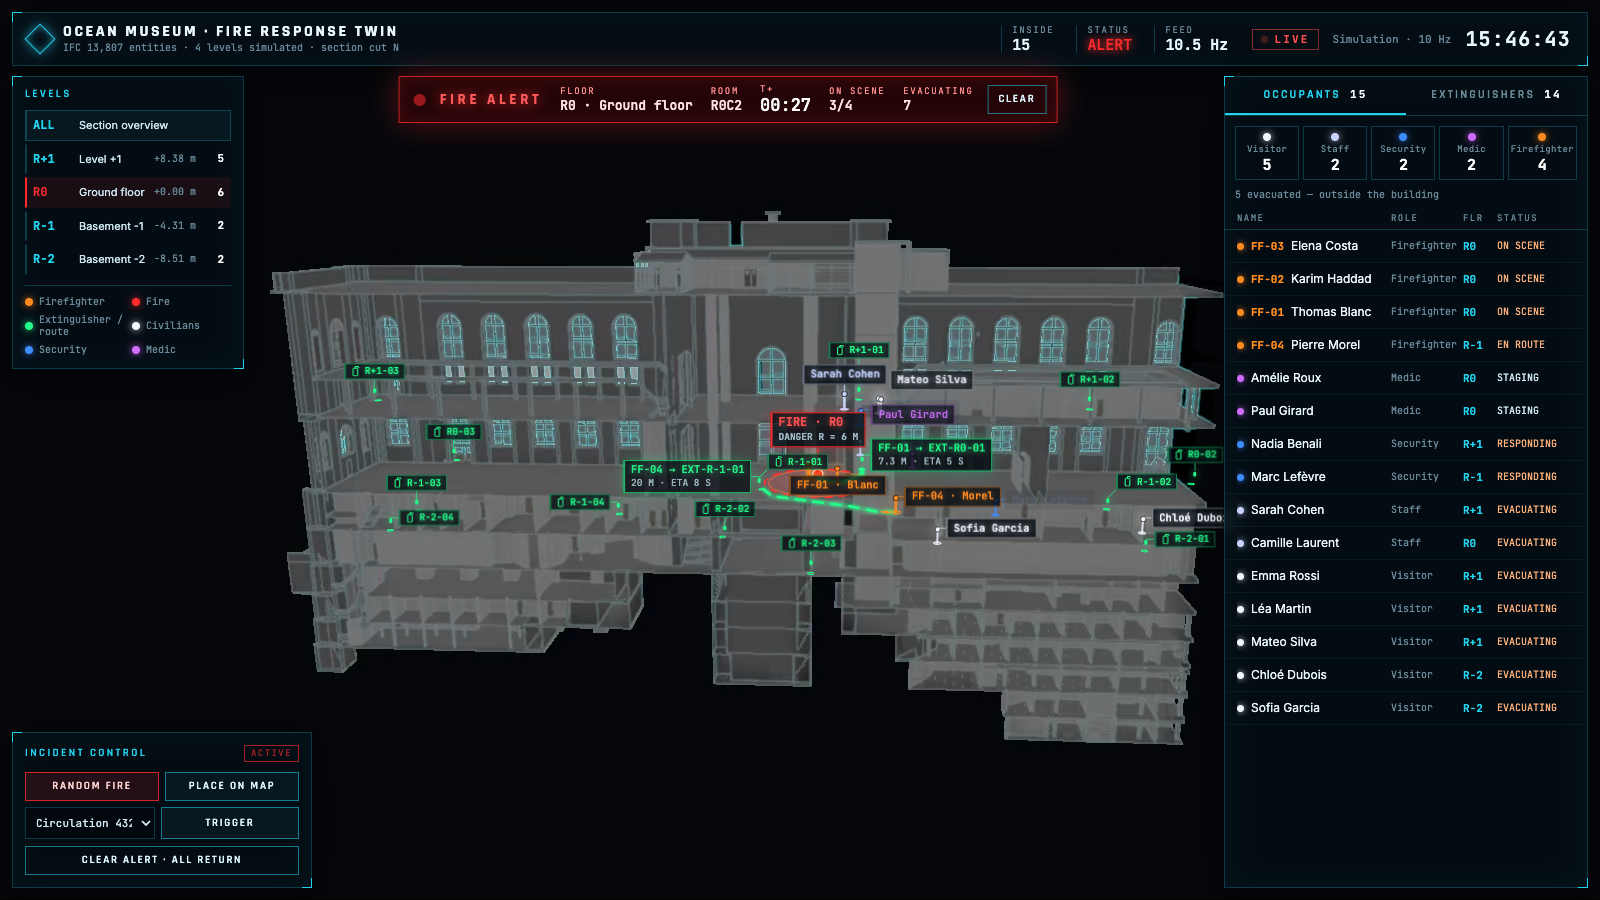 OCEAN MUSEUM · FIRE RESPONSE TWIN
IFC 13,807 entities · 4 levels simulated · section cut N
INSIDE
15
STATUS
ALERT
FEED
10.5 Hz
LIVE
Simulation · 10 Hz
15:46:43
LEVELS
ALL Section overview
R+1 Level +1 +8.38 m 5
R0 Ground floor +0.00 m 6
R-1 Basement -1 -4.31 m 2
R-2 Basement -2 -8.51 m 2
Firefighter
Fire
Extinguisher / route
Civilians
Security
Medic
FIRE ALERT
FLOOR
R0 · Ground floor
ROOM
R0C2
T+
00:27
ON SCENE
3/4
EVACUATING
7
CLEAR
R+1-01
R+1-03
Sarah Cohen
Mateo Silva
R+1-02
Paul Girard
FIRE · R0
DANGER R = 6 M
R0-03
FF-01 → EXT-R0-01
7.3 M · ETA 5 S
R0-02
R-1-01
FF-04 → EXT-R-1-01
20 M · ETA 8 S
R-1-03
FF-01 · Blanc
R-1-02
FF-04 · Morel
R-1-04
R-2-02
R-2-04
Sofia Garcia
Chloé Dubo
R-2-03
R-2-01
OCCUPANTS 15
EXTINGUISHERS 14
Visitor
5
Staff
2
Security
2
Medic
2
Firefighter
4
5 evacuated — outside the building
NAME ROLE FLR STATUS
FF-03 Elena Costa Firefighter R0 ON SCENE
FF-02 Karim Haddad Firefighter R0 ON SCENE
FF-01 Thomas Blanc Firefighter R0 ON SCENE
FF-04 Pierre Morel Firefighter R-1 EN ROUTE
Amélie Roux Medic R0 STAGING
Paul Girard Medic R0 STAGING
Nadia Benali Security R+1 RESPONDING
Marc Lefèvre Security R-1 RESPONDING
Sarah Cohen Staff R+1 EVACUATING
Camille Laurent Staff R0 EVACUATING
Emma Rossi Visitor R+1 EVACUATING
Léa Martin Visitor R+1 EVACUATING
Mateo Silva Visitor R+1 EVACUATING
Chloé Dubois Visitor R-2 EVACUATING
Sofia Garcia Visitor R-2 EVACUATING
INCIDENT CONTROL
ACTIVE
RANDOM FIRE
PLACE ON MAP
Circulation 432
TRIGGER
CLEAR ALERT · ALL RETURN